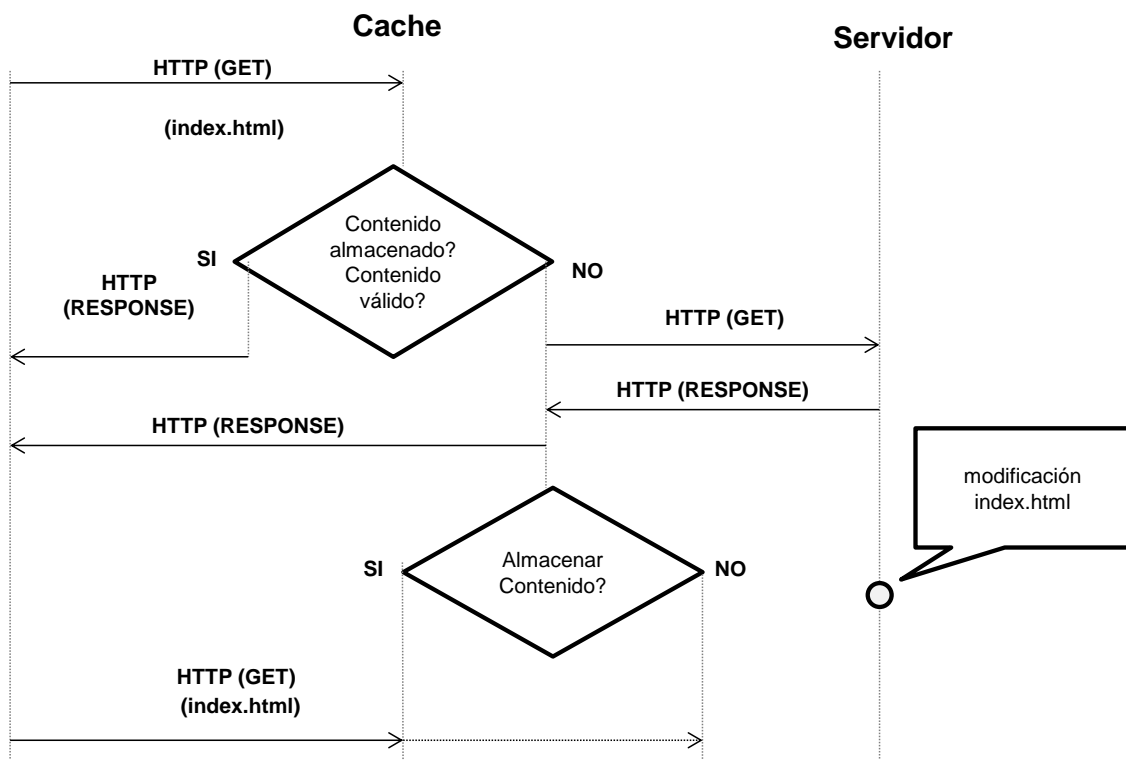 Cache
Servidor
HTTP (GET)
(index.html)
Contenido
almacenado?
Contenido
válido?
SI
NO
HTTP
(RESPONSE)
HTTP (GET)
HTTP (RESPONSE)
HTTP (RESPONSE)
modificación
index.html
Almacenar
Contenido?
SI
NO
HTTP (GET)
(index.html)